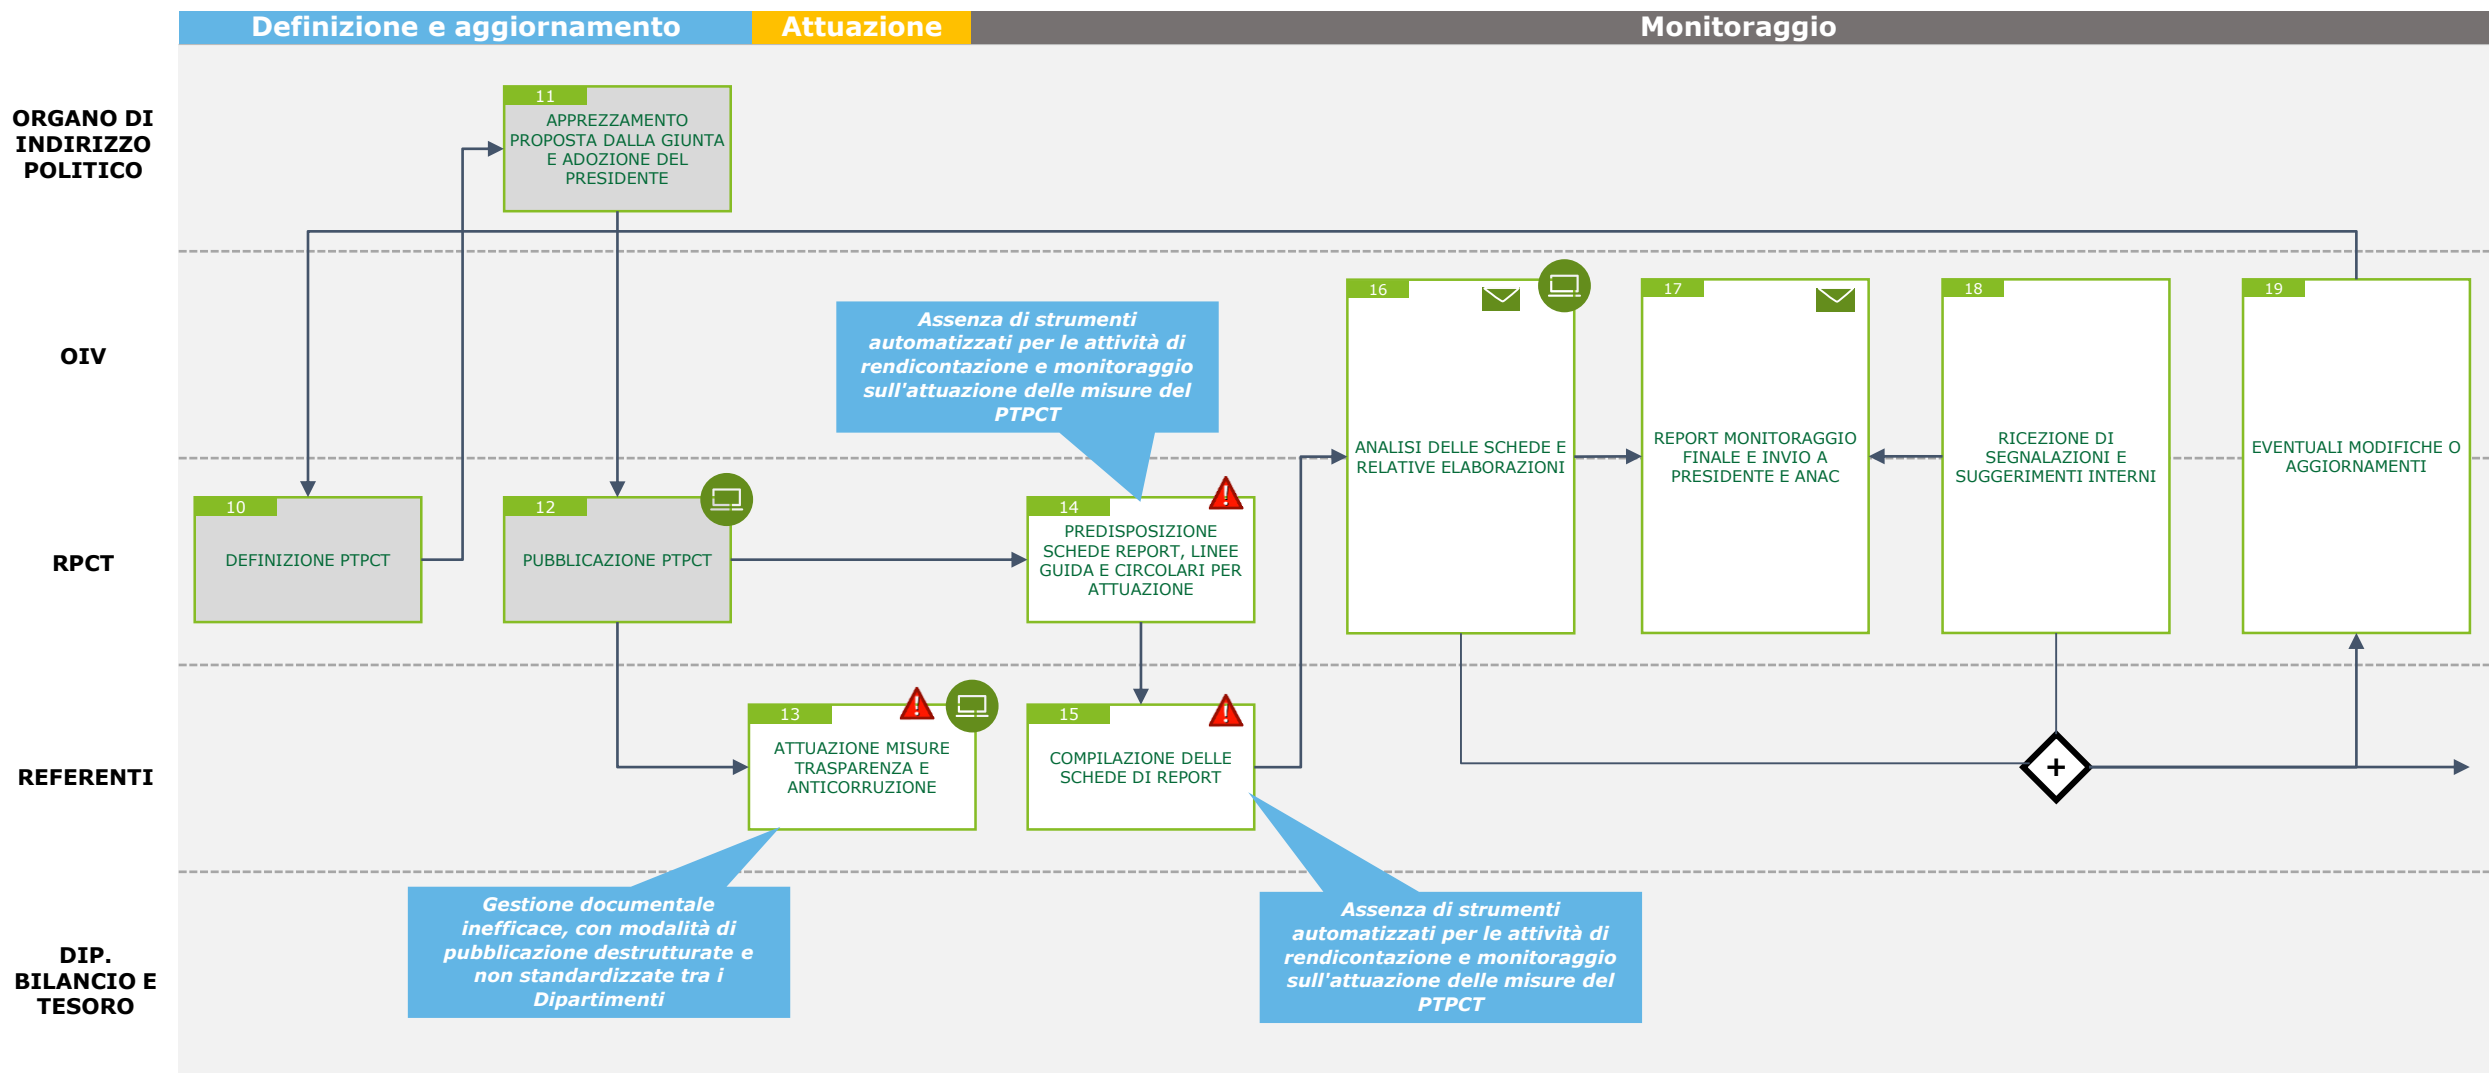 Definizione e aggiornamento
Attuazione
Monitoraggio
ORGANO DI
INDIRIZZO
POLITICO
11
APPREZZAMENTO
PROPOSTA DALLA GIUNTA
E ADOZIONE DEL
PRESIDENTE
OIV
Assenza di strumenti
automatizzati per le attività di
rendicontazione e monitoraggio
sull'attuazione delle misure del
PTPCT
16
ANALISI DELLE SCHEDE E
RELATIVE ELABORAZIONI
17
REPORT MONITORAGGIO
FINALE E INVIO A
PRESIDENTE E ANAC
18
RICEZIONE DI
SEGNALAZIONI E
SUGGERIMENTI INTERNI
19
EVENTUALI MODIFICHE O
AGGIORNAMENTI
RPCT
10
DEFINIZIONE PTPCT
12
PUBBLICAZIONE PTPCT
14
PREDISPOSIZIONE
SCHEDE REPORT, LINEE
GUIDA E CIRCOLARI PER
ATTUAZIONE
REFERENTI
13
ATTUAZIONE MISURE
TRASPARENZA E
ANTICORRUZIONE
15
COMPILAZIONE DELLE
SCHEDE DI REPORT
+
DIP.
BILANCIO E
TESORO
Gestione documentale
inefficace, con modalità di
pubblicazione destrutturate e
non standardizzate tra i
Dipartimenti
Assenza di strumenti
automatizzati per le attività di
rendicontazione e monitoraggio
sull'attuazione delle misure del
PTPCT